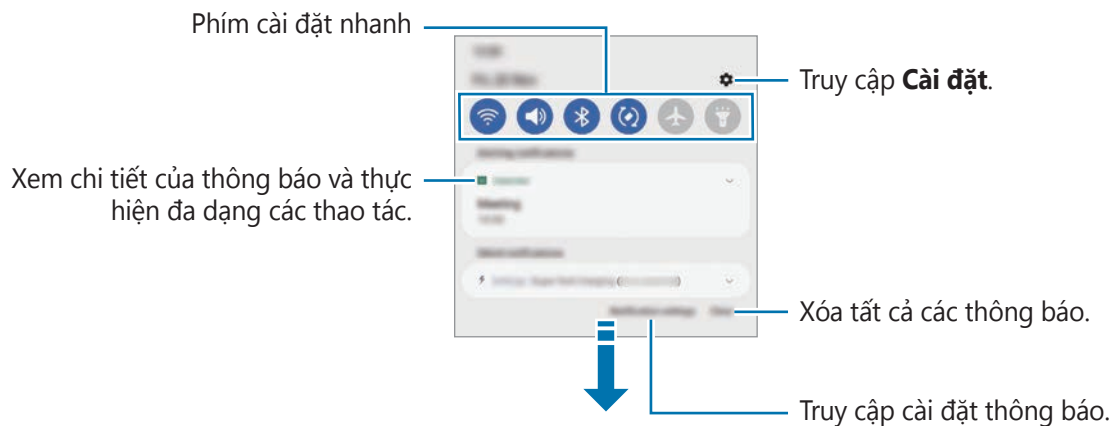 Phím cài đặt nhanh
Truy cập Cài đặt.
Xem chi tiết của thông báo và thực
hiện đa dạng các thao tác.
Meeting
Xóa tất cả các thông báo.
Truy cập cài đặt thông báo.